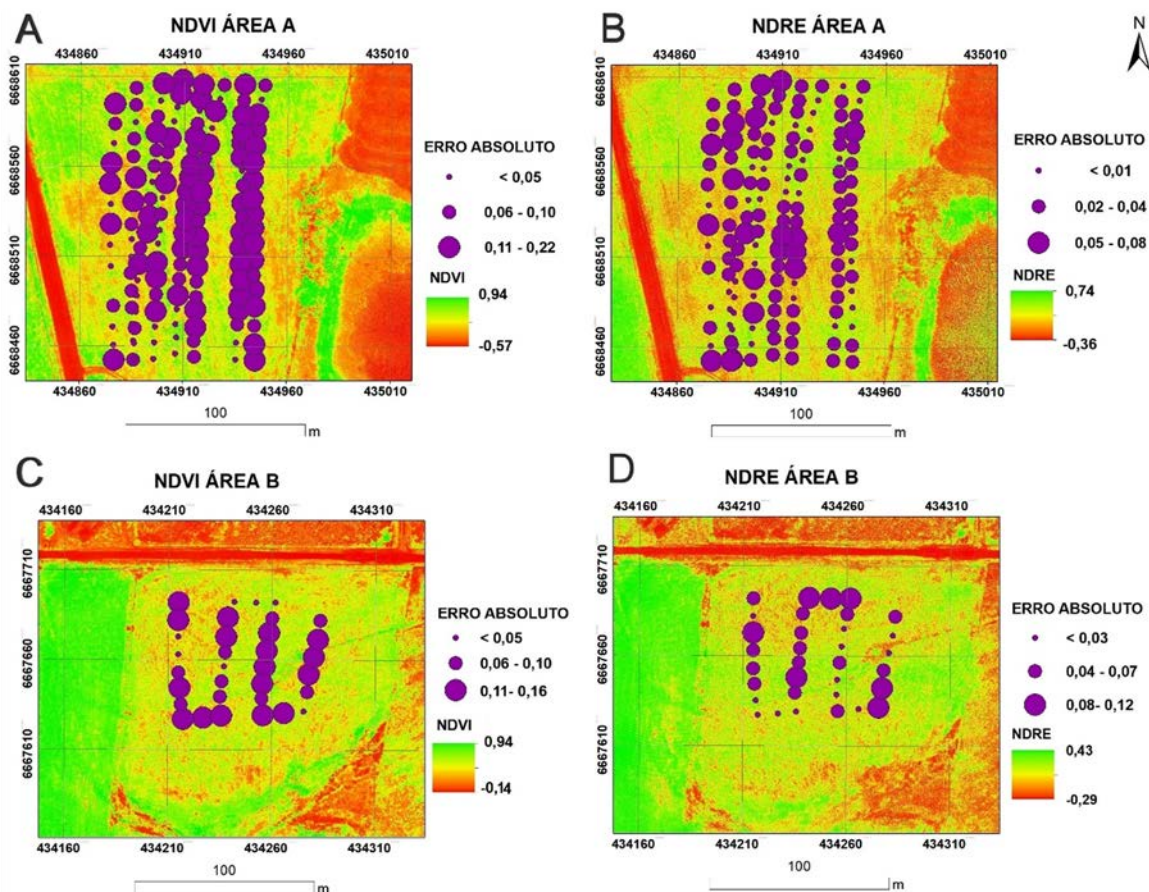 A
NDVI ÁREA A
434860 434910 434960 435010
6668610
6668560
6668510
6668460
434860 434910 434960 435010
100
m
ERRO ABSOLUTO
< 0,05
0,06 - 0,10
0,11 - 0,22
NDVI
0,94
-0,57
B
NDRE ÁREA A
434860 434910 434960 435010
6668610
6668560
6668510
6668460
434860 434910 434960 435010
100
m
N
ERRO ABSOLUTO
< 0,01
0,02 - 0,04
0,05 - 0,08
NDRE
0,74
-0,36
C
NDVI ÁREA B
434160 434210 434260 434310
6667710
6667660
6667610
434160 434210 434260 434310
100
m
ERRO ABSOLUTO
< 0,05
0,06 - 0,10
0,11- 0,16
NDVI
0,94
-0,14
D
NDRE ÁREA B
434160 434210 434260 434310
6667710
6667660
6667610
434160 434210 434260 434310
100
m
ERRO ABSOLUTO
< 0,03
0,04 - 0,07
0,08- 0,12
NDRE
0,43
-0,29